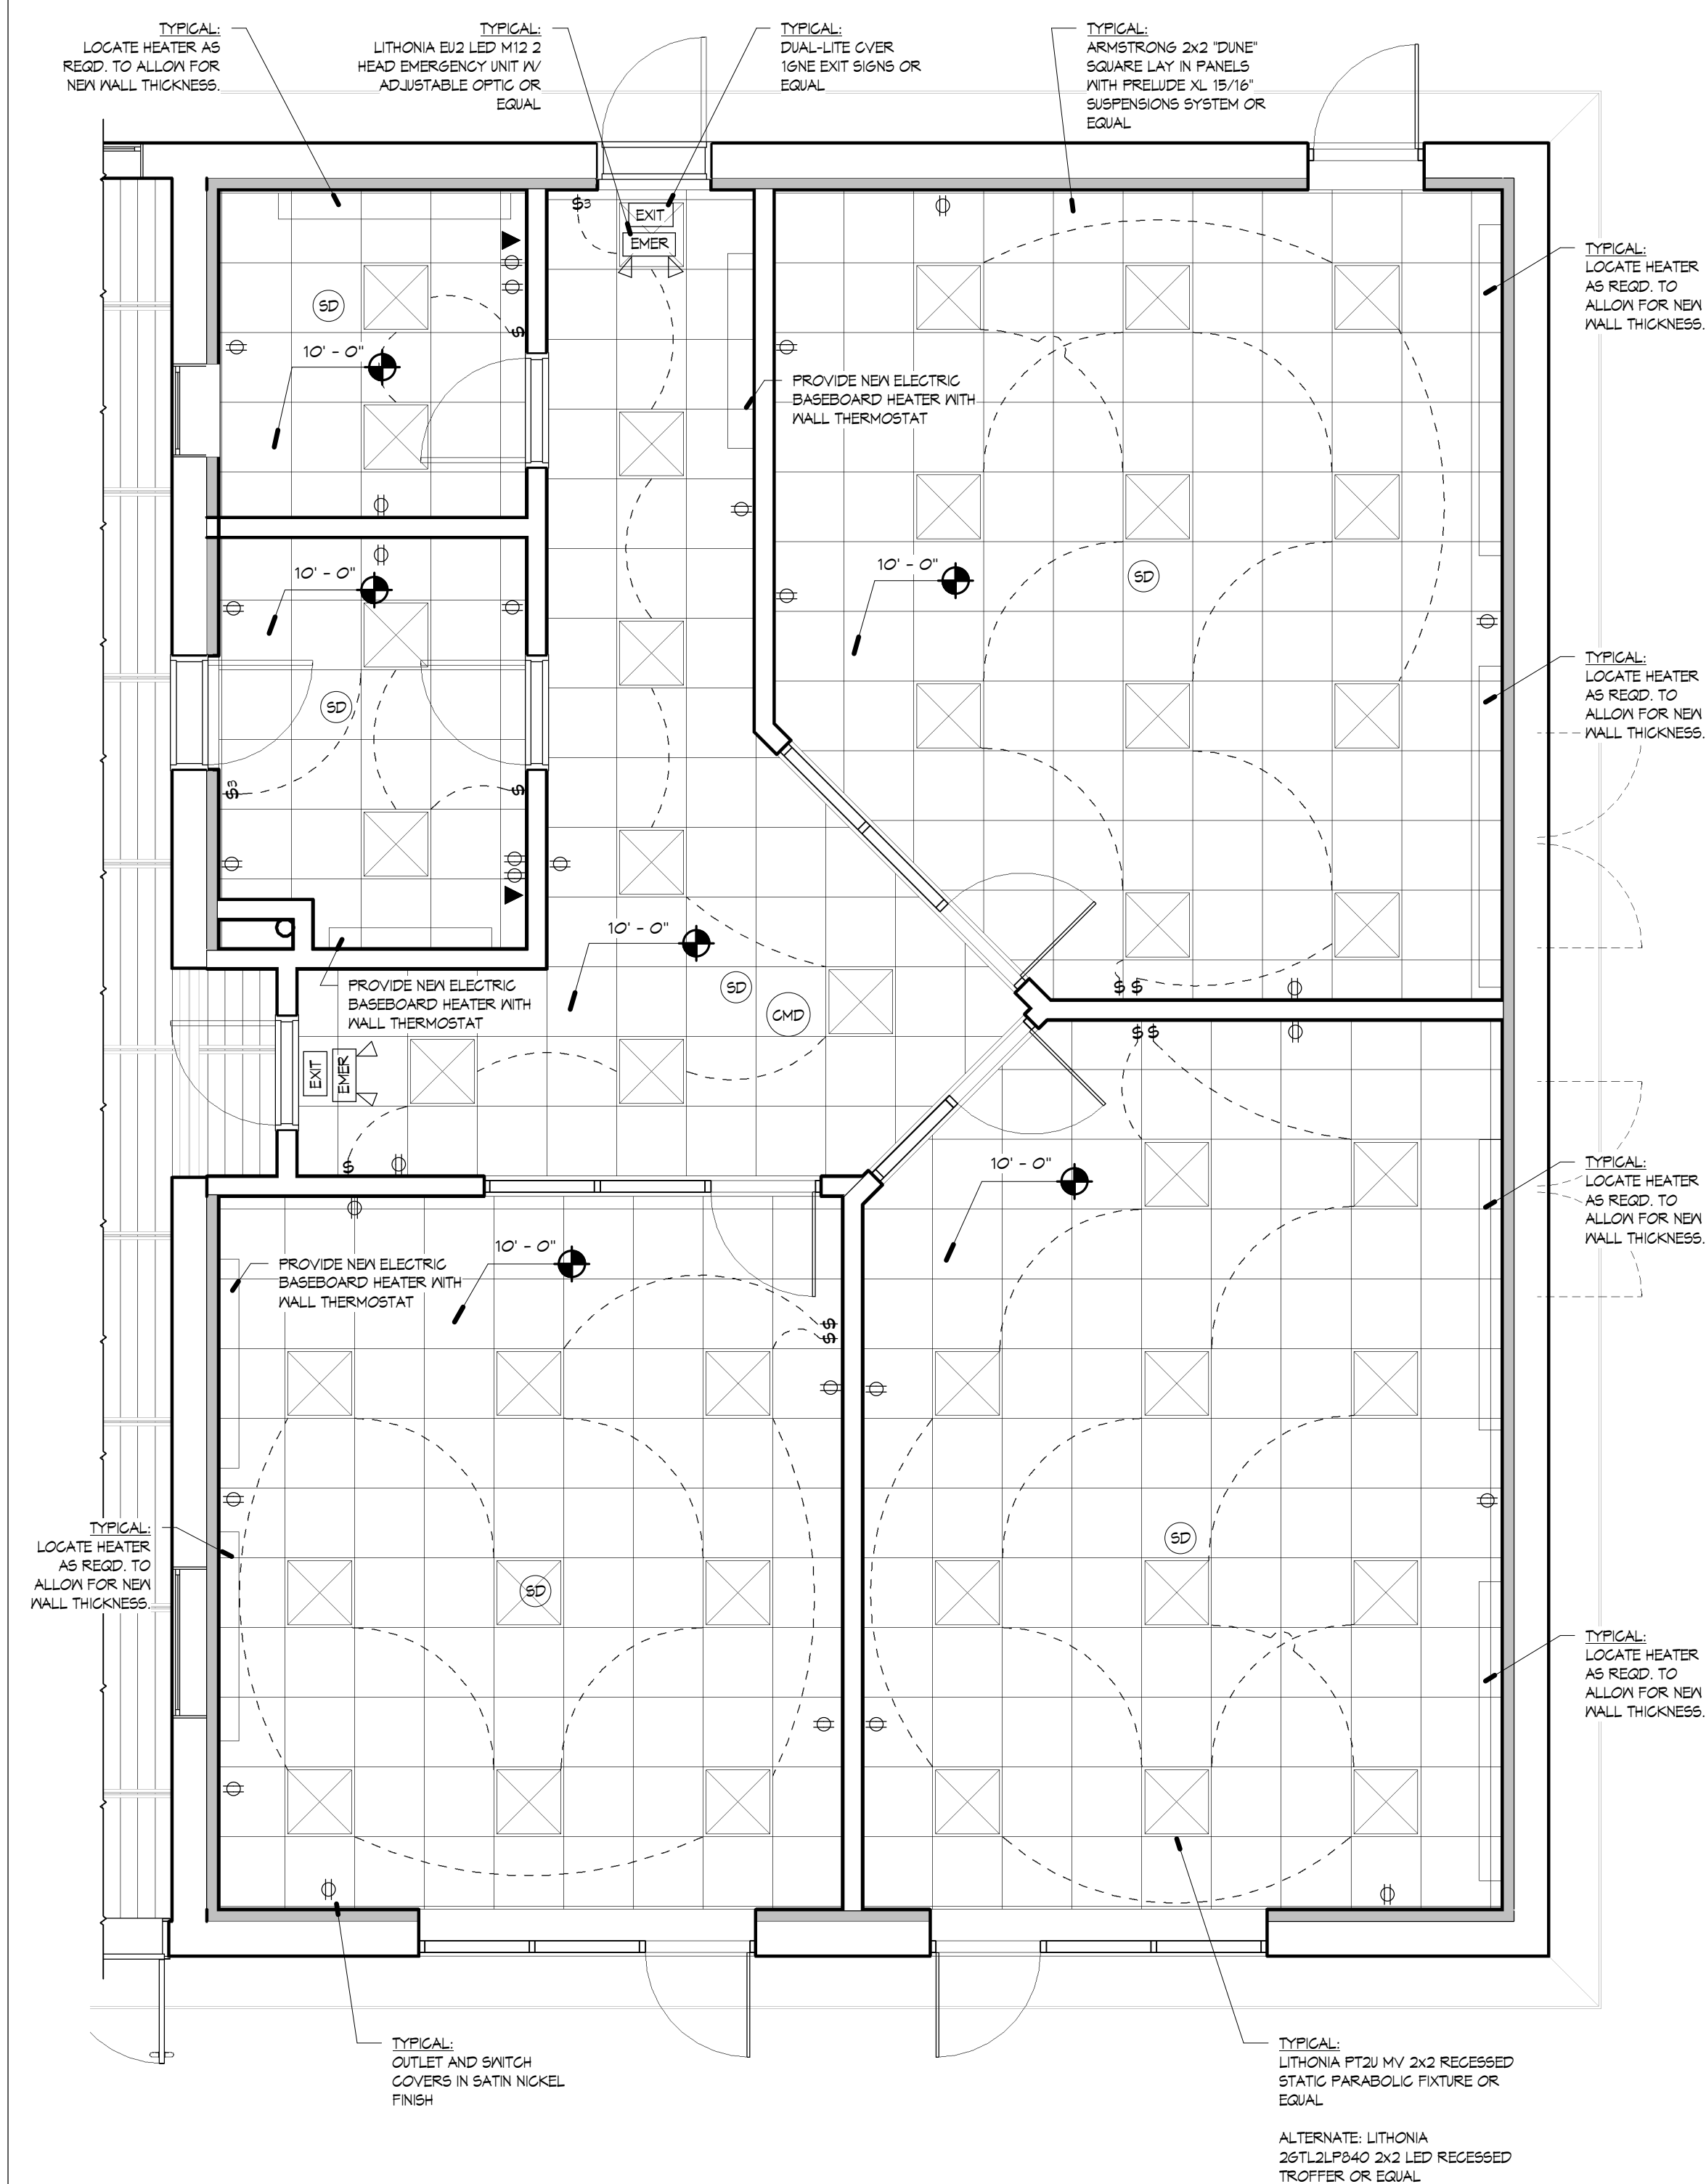 TYPICAL:
LOCATE HEATER AS
REQD. TO ALLOW FOR
NEW WALL THICKNESS.
TYPICAL:
LITHONIA EU2 LED M12 2
HEAD EMERGENCY UNIT W/
ADJUSTABLE OPTIC OR
EQUAL
TYPICAL:
DUAL-LITE CVER
1GNE EXIT SIGNS OR
EQUAL
TYPICAL:
ARMSTRONG 2x2 "DUNE"
SQUARE LAY IN PANELS
WITH PRELUDE XL 15/16"
SUSPENSIONS SYSTEM OR
EQUAL
$3
EXIT
EMER
TYPICAL:
LOCATE HEATER
AS REQD. TO
ALLOW FOR NEW
WALL THICKNESS.
SD
$
10' - 0"
PROVIDE NEW ELECTRIC
BASEBOARD HEATER WITH
WALL THERMOSTAT
10' - 0"
10' - 0"
SD
TYPICAL:
LOCATE HEATER
AS REQD. TO
ALLOW FOR NEW
WALL THICKNESS.
SD
$3
$
10' - 0"
PROVIDE NEW ELECTRIC
BASEBOARD HEATER WITH
WALL THERMOSTAT
SD
CMD
$ $
$ $
EXIT
EMER
$
10' - 0"
TYPICAL:
LOCATE HEATER
AS REQD. TO
ALLOW FOR NEW
WALL THICKNESS.
10' - 0"
PROVIDE NEW ELECTRIC
BASEBOARD HEATER WITH
WALL THERMOSTAT
$ $
TYPICAL:
LOCATE HEATER
AS REQD. TO
ALLOW FOR NEW
WALL THICKNESS.
SD
SD
TYPICAL:
LOCATE HEATER
AS REQD. TO
ALLOW FOR NEW
WALL THICKNESS.
TYPICAL:
OUTLET AND SWITCH
COVERS IN SATIN NICKEL
FINISH
TYPICAL:
LITHONIA PT2U MV 2x2 RECESSED
STATIC PARABOLIC FIXTURE OR
EQUAL
ALTERNATE: LITHONIA
2GTL2LP840 2x2 LED RECESSED
TROFFER OR EQUAL